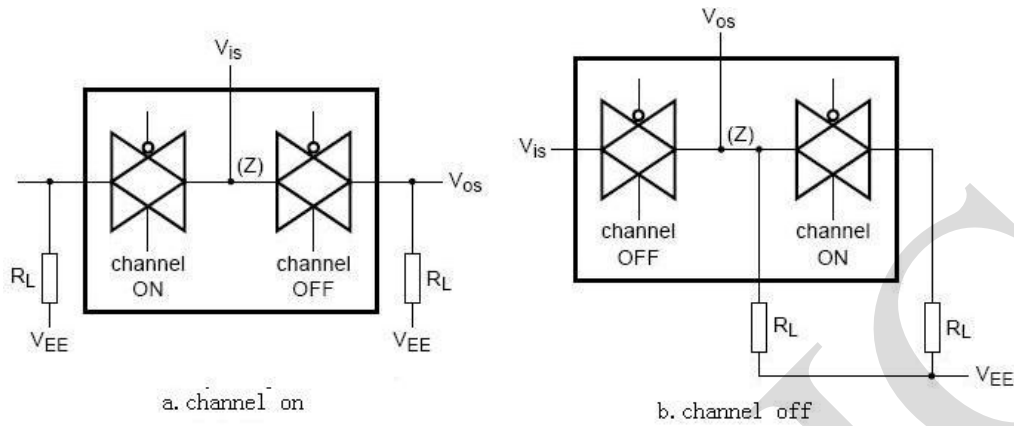 Vis
(Z)
Vos
channel
ON
channel
OFF
RL
RL
VEE
VEE
a. channel on
Vos
Vis
(Z)
channel
OFF
channel
ON
RL
RL
VEE
b. channel off